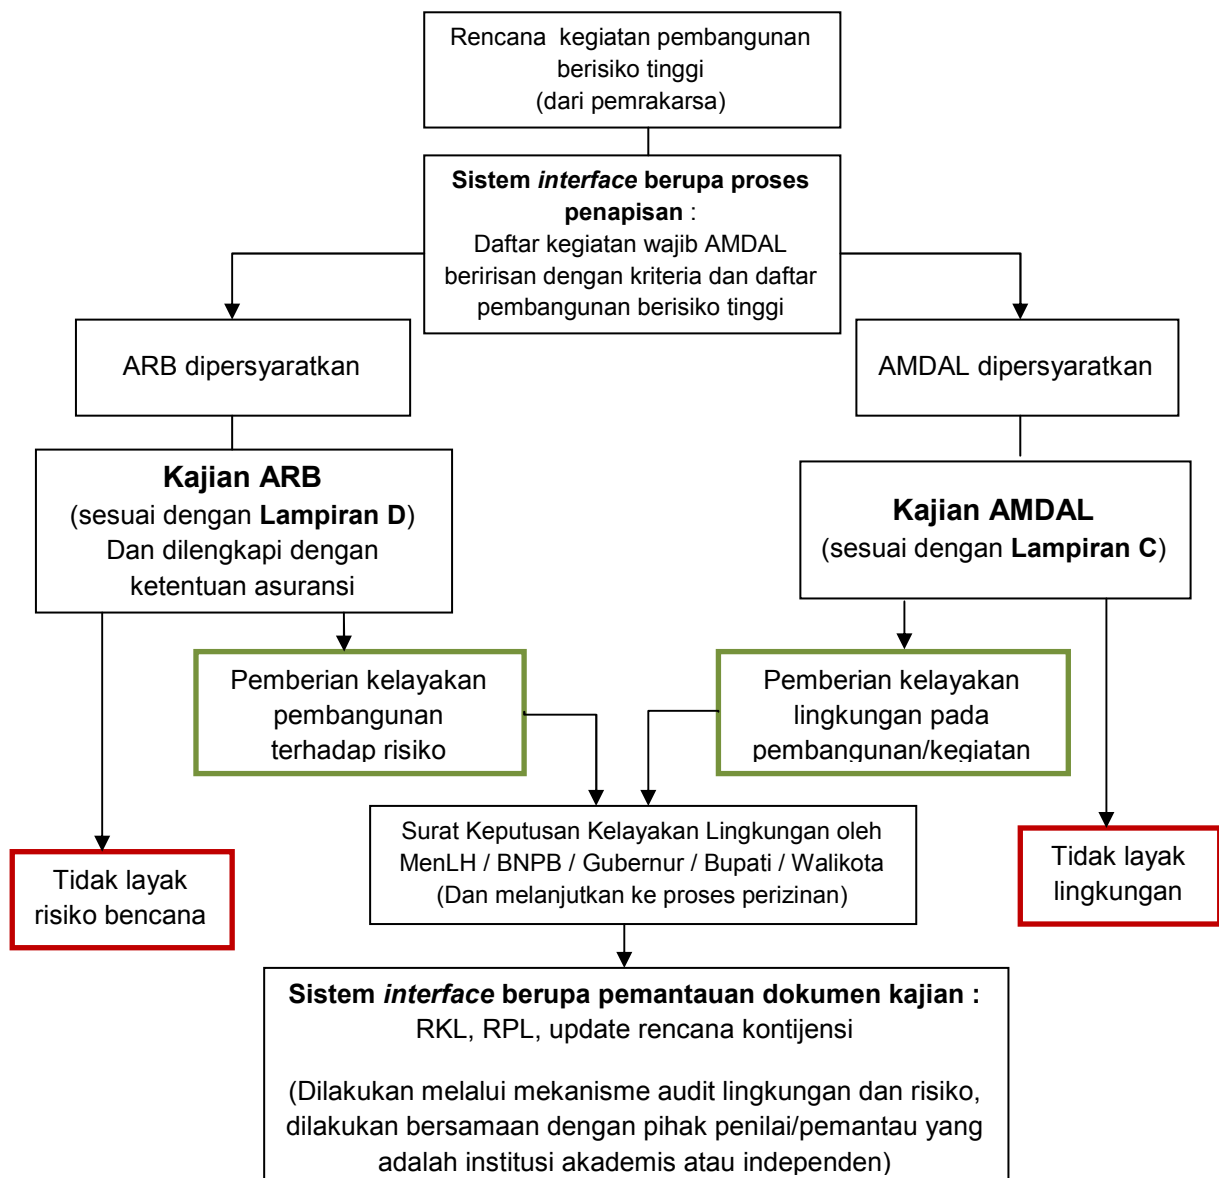 Rencana kegiatan pembangunan
berisiko tinggi
(dari pemrakarsa)
Sistem interface berupa proses
penapisan :
Daftar kegiatan wajib AMDAL
beririsan dengan kriteria dan daftar
pembangunan berisiko tinggi
ARB dipersyaratkan
AMDAL dipersyaratkan
Kajian ARB
(sesuai dengan Lampiran D)
Dan dilengkapi dengan
ketentuan asuransi
Kajian AMDAL
(sesuai dengan Lampiran C)
Pemberian kelayakan
pembangunan
terhadap risiko
Pemberian kelayakan
lingkungan pada
pembangunan/kegiatan
Surat Keputusan Kelayakan Lingkungan oleh
MenLH / BNPB / Gubernur / Bupati / Walikota
(Dan melanjutkan ke proses perizinan)
Tidak layak
risiko bencana
Tidak layak
lingkungan
Sistem interface berupa pemantauan dokumen kajian :
RKL, RPL, update rencana kontijensi
(Dilakukan melalui mekanisme audit lingkungan dan risiko,
dilakukan bersamaan dengan pihak penilai/pemantau yang
adalah institusi akademis atau independen)